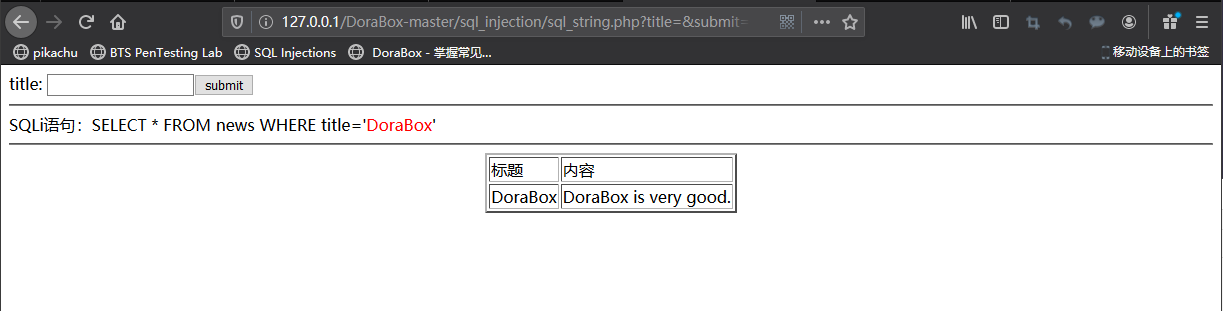 127.0.0.1/DoraBox-master/sql_injection/sql_string.php?title=&submit=
pikachu BTS PenTesting Lab SQL Injections DoraBox - 掌握常见... 移动设备上的书签
title: submit
SQLi语句：SELECT * FROM news WHERE title='DoraBox'
标题 内容
DoraBox DoraBox is very good.